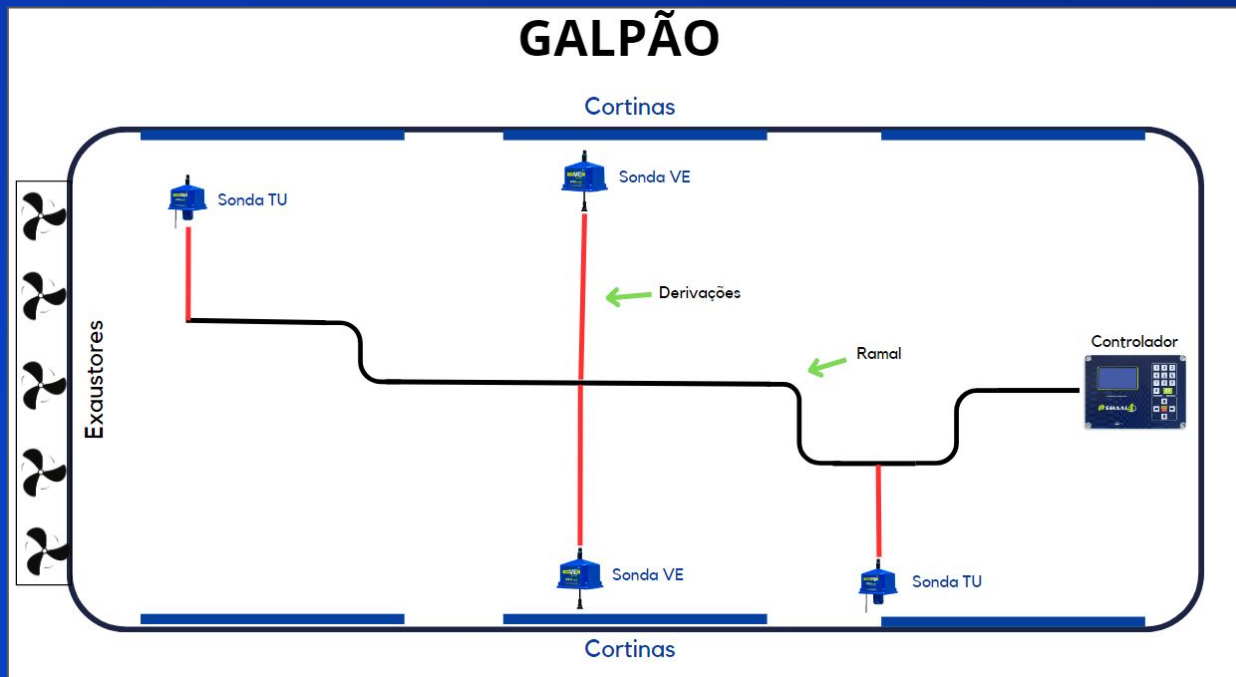 GALPÃO
Cortinas
Sonda TU
Sonda VE
Derivações
Exaustores
Ramal
Controlador
Sonda VE
Sonda TU
Cortinas